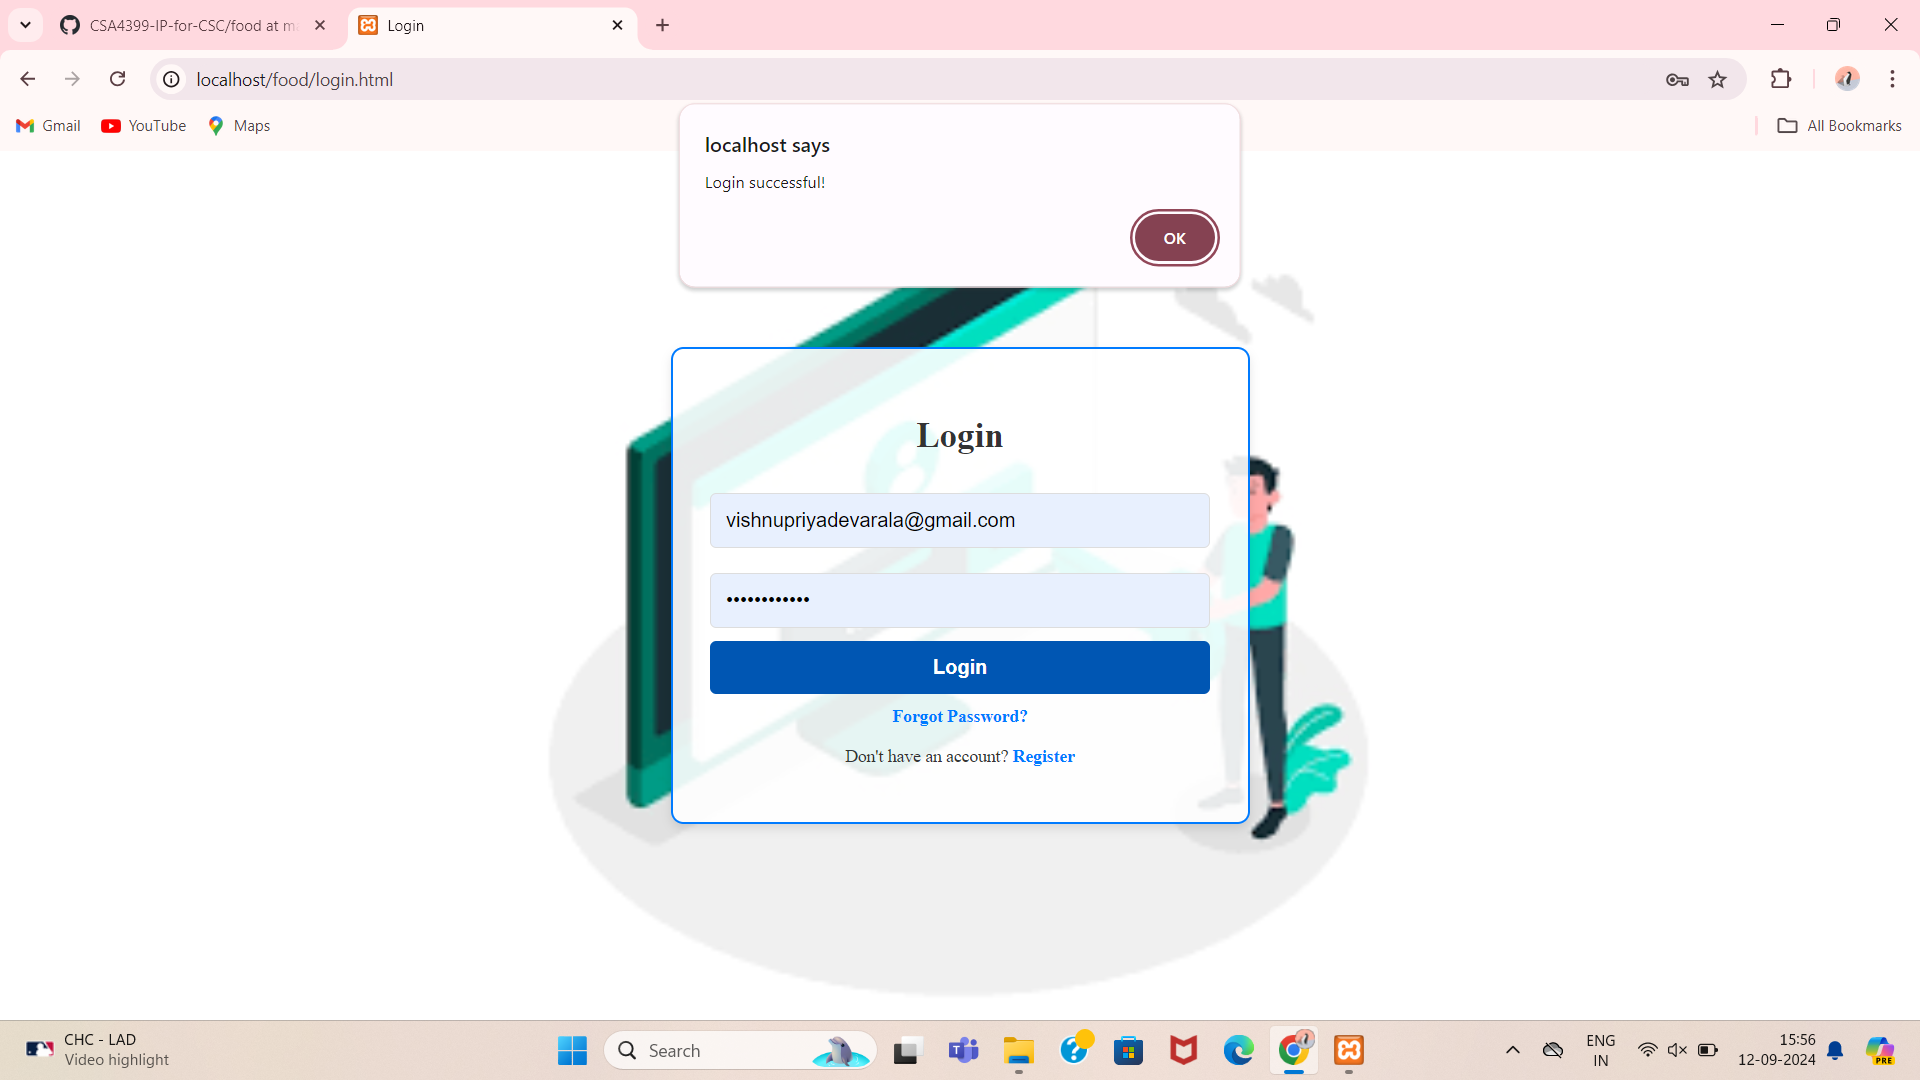 CSA4399-IP-for-CSC/food at ma
Login
localhost/food/login.html
Gmail
YouTube
Maps
All Bookmarks
localhost says
Login successful!
OK
Login
vishnupriyadevarala@gmail.com
••••••••••••
Login
Forgot Password?
Don't have an account? Register
CHC - LAD
Video highlight
Search
ENG
IN
15:56
12-09-2024
PRE